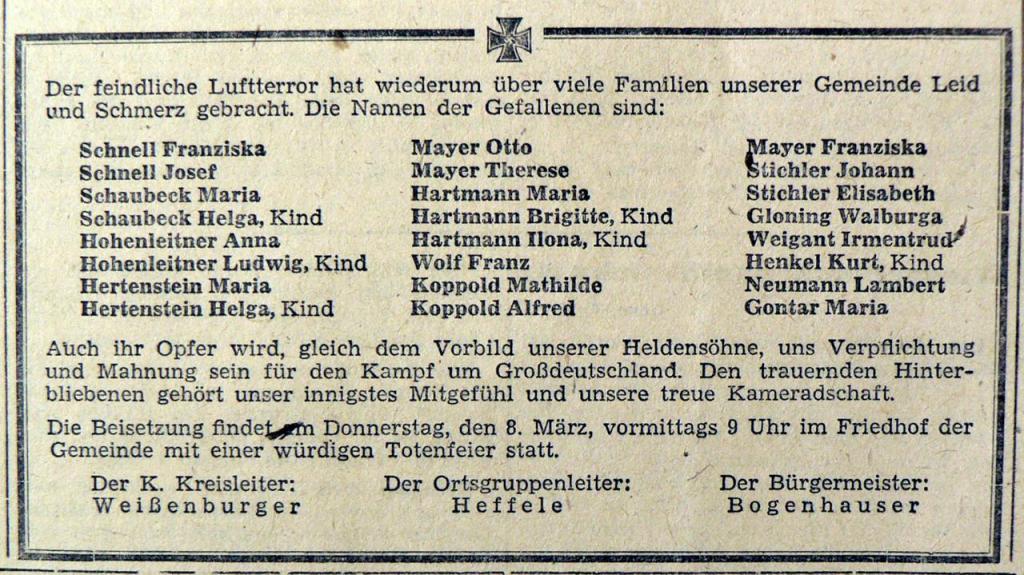 Der feindliche Luftterror hat wiederum über viele Familien unserer Gemeinde Leid
und Schmerz gebracht. Die Namen der Gefallenen sind:
Schnell Franziska
Schnell Josef
Schaubeck Maria
Schaubeck Helga, Kind
Hohenleitner Anna
Hohenleitner Ludwig, Kind
Hertenstein Maria
Hertenstein Helga, Kind
Mayer Otto
Mayer Therese
Hartmann Maria
Hartmann Brigitte, Kind
Hartmann Ilona, Kind
Wolf Franz
Koppold Mathilde
Koppold Alfred
Mayer Franziska
Stichler Johann
Stichler Elisabeth
Gloning Walburga
Weigant Irmentrud
Henkel Kurt, Kind
Neumann Lambert
Gontar Maria
Auch ihr Opfer wird, gleich dem Vorbild unserer Heldensöhne, uns Verpflichtung
und Mahnung sein für den Kampf um Großdeutschland. Den trauernden Hinter-
bliebenen gehört unser innigstes Mitgefühl und unsere treue Kameradschaft.
Die Beisetzung findet am Donnerstag, den 8. März, vormittags 9 Uhr im Friedhof der
Gemeinde mit einer würdigen Totenfeier statt.
Der K. Kreisleiter:
Weißenburger
Der Ortsgruppenleiter:
Heffele
Der Bürgermeister:
Bogenhauser